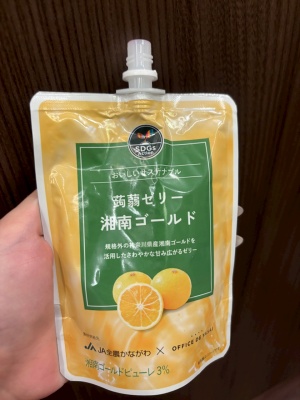 SDGs
おいしいサステナブル
蒟蒻ゼリー
湘南ゴールド
規格外の神奈川県産湘南ゴールドを
活用したさわやかな甘み広がるゼリー
JA JA全農かながわ × OFFICE DE YASAI
湘南ゴールドピューレ3%